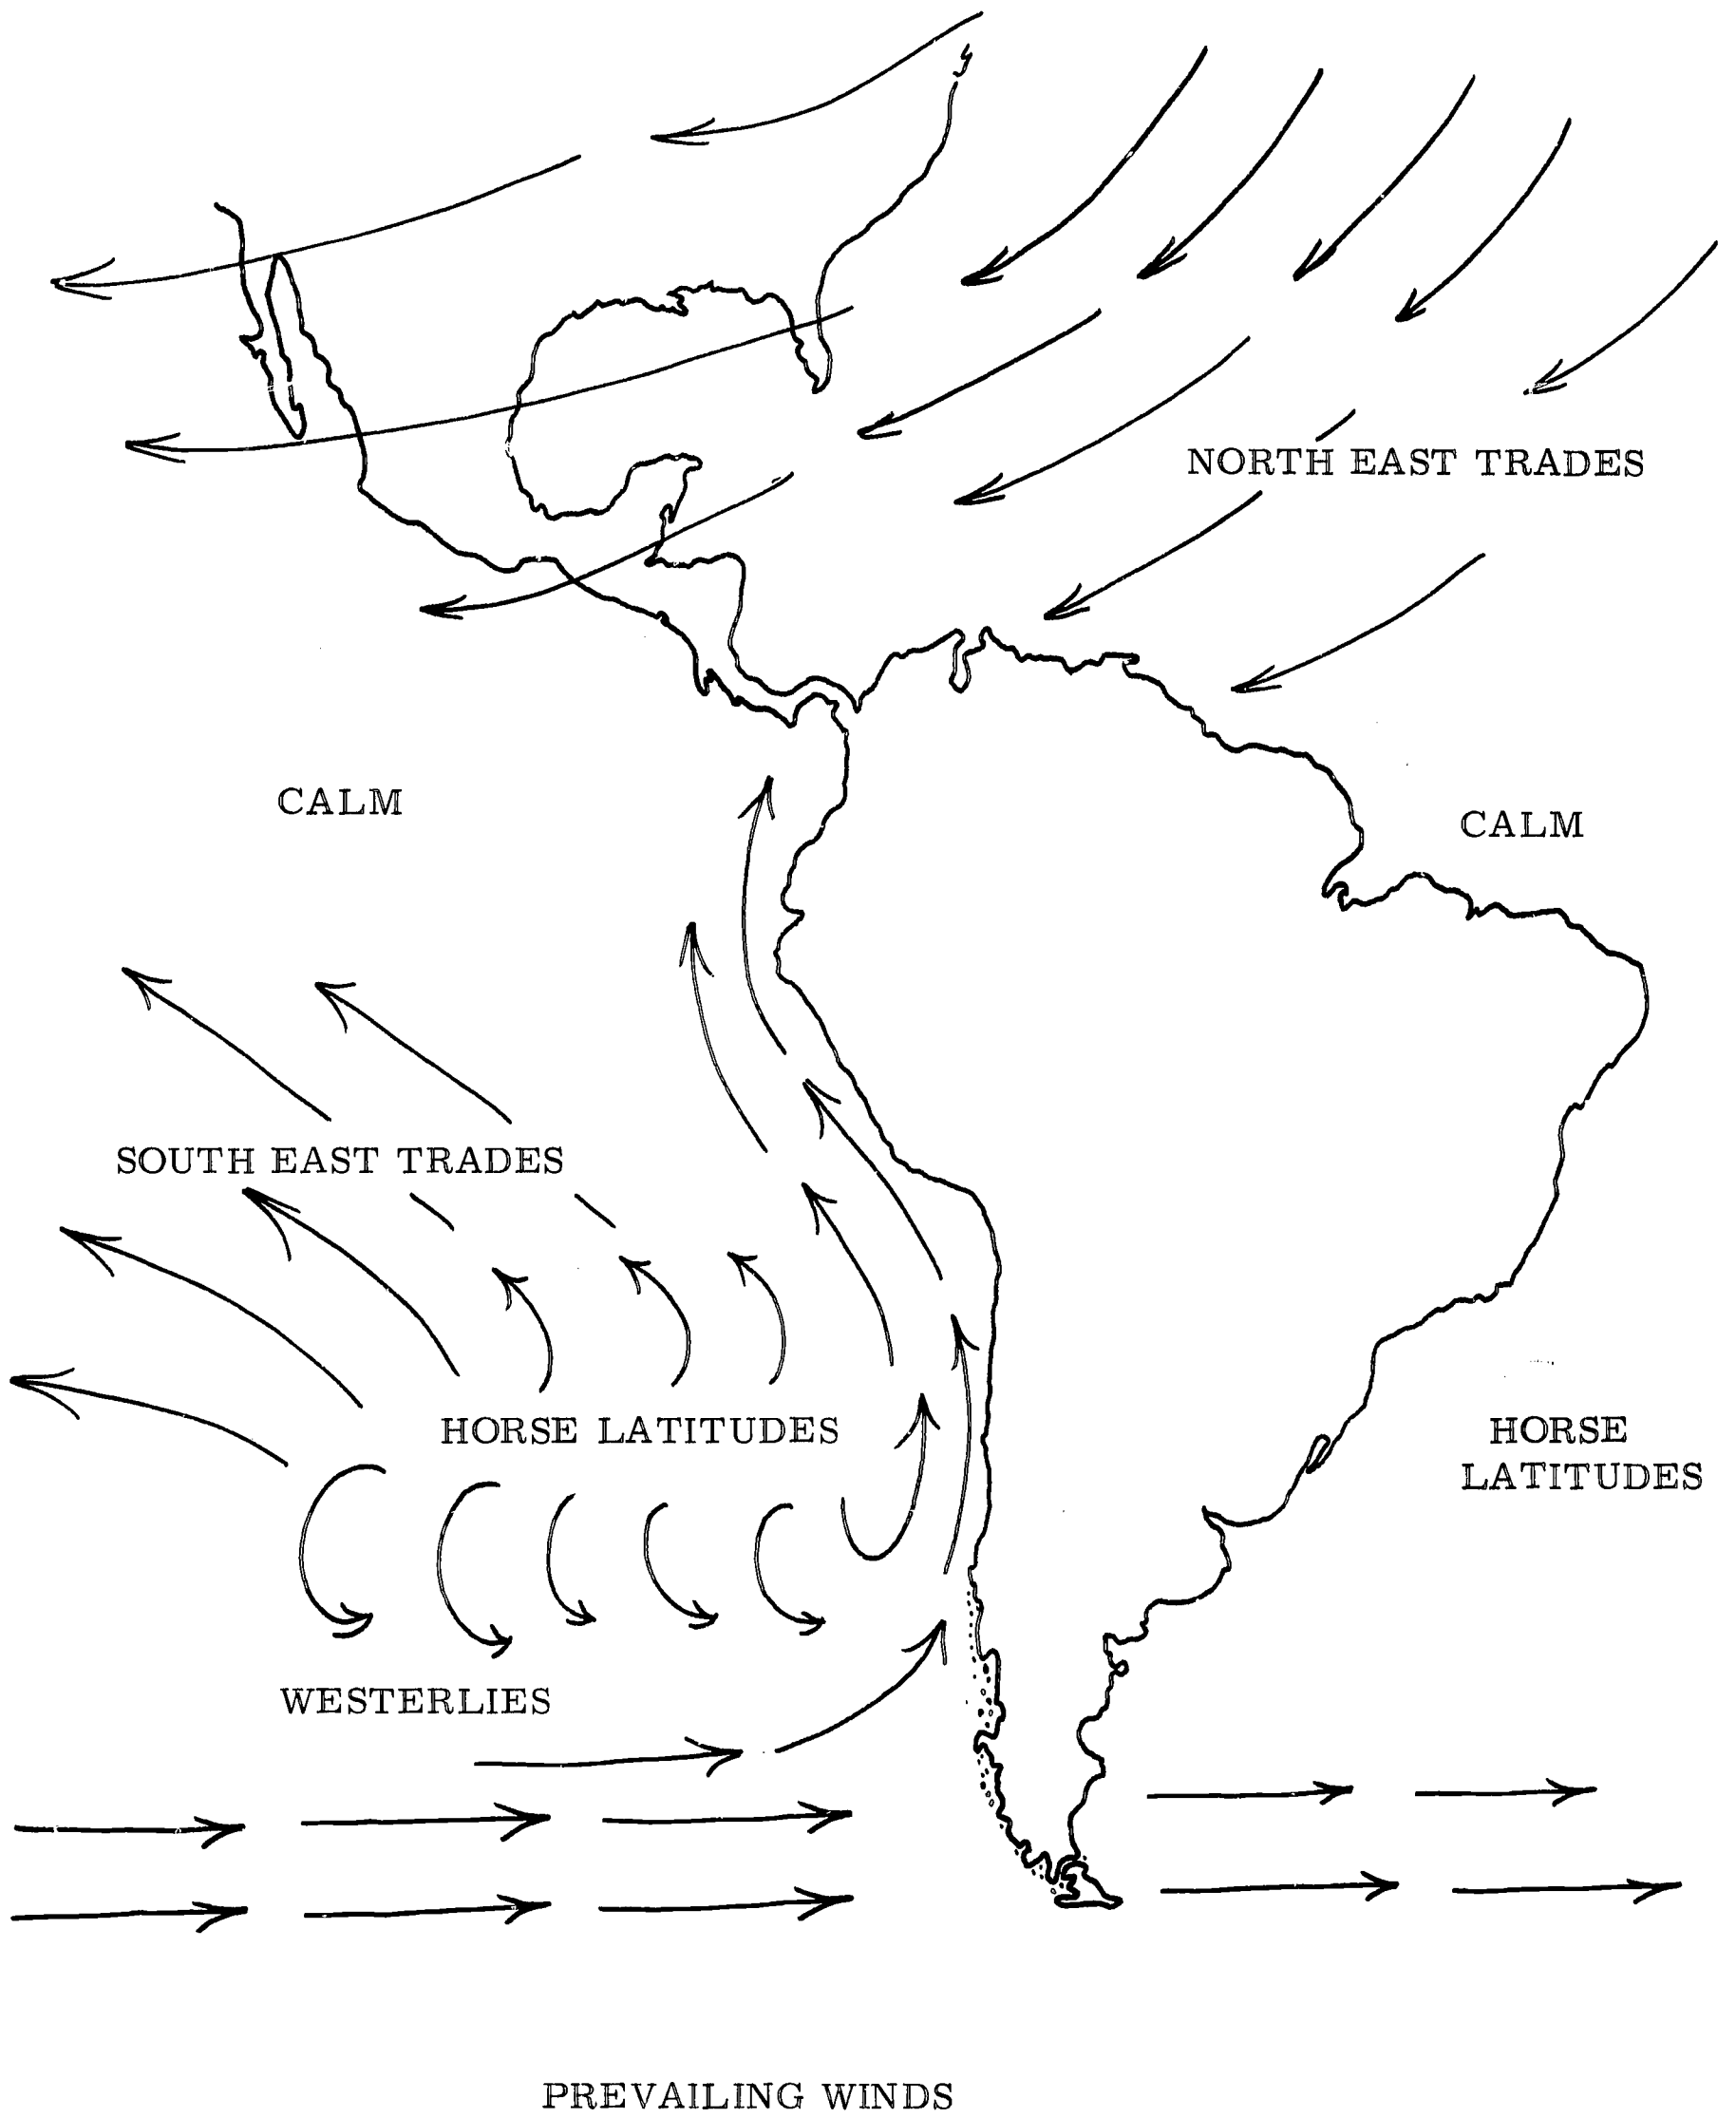 NORTH EAST TRADES
CALM
CALM
SOUTH EAST TRADES
HORSE LATITUDES
HORSE
LATITUDES
WESTERLIES
PREVAILING WINDS